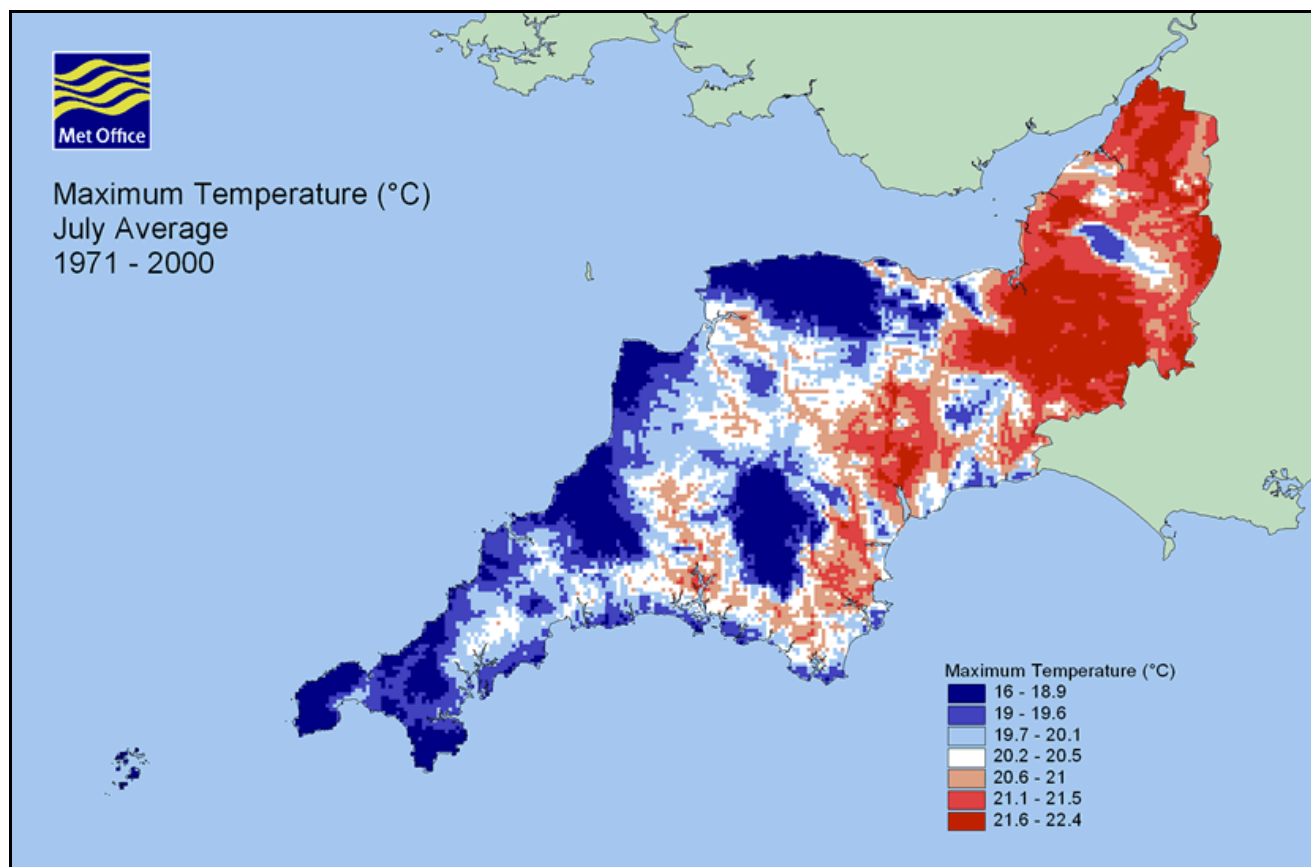 Met Office
Maximum Temperature (°C)
July Average
1971 - 2000
Maximum Temperature (°C)
16 - 18.9
19 - 19.6
19.7 - 20.1
20.2 - 20.5
20.6 - 21
21.1 - 21.5
21.6 - 22.4